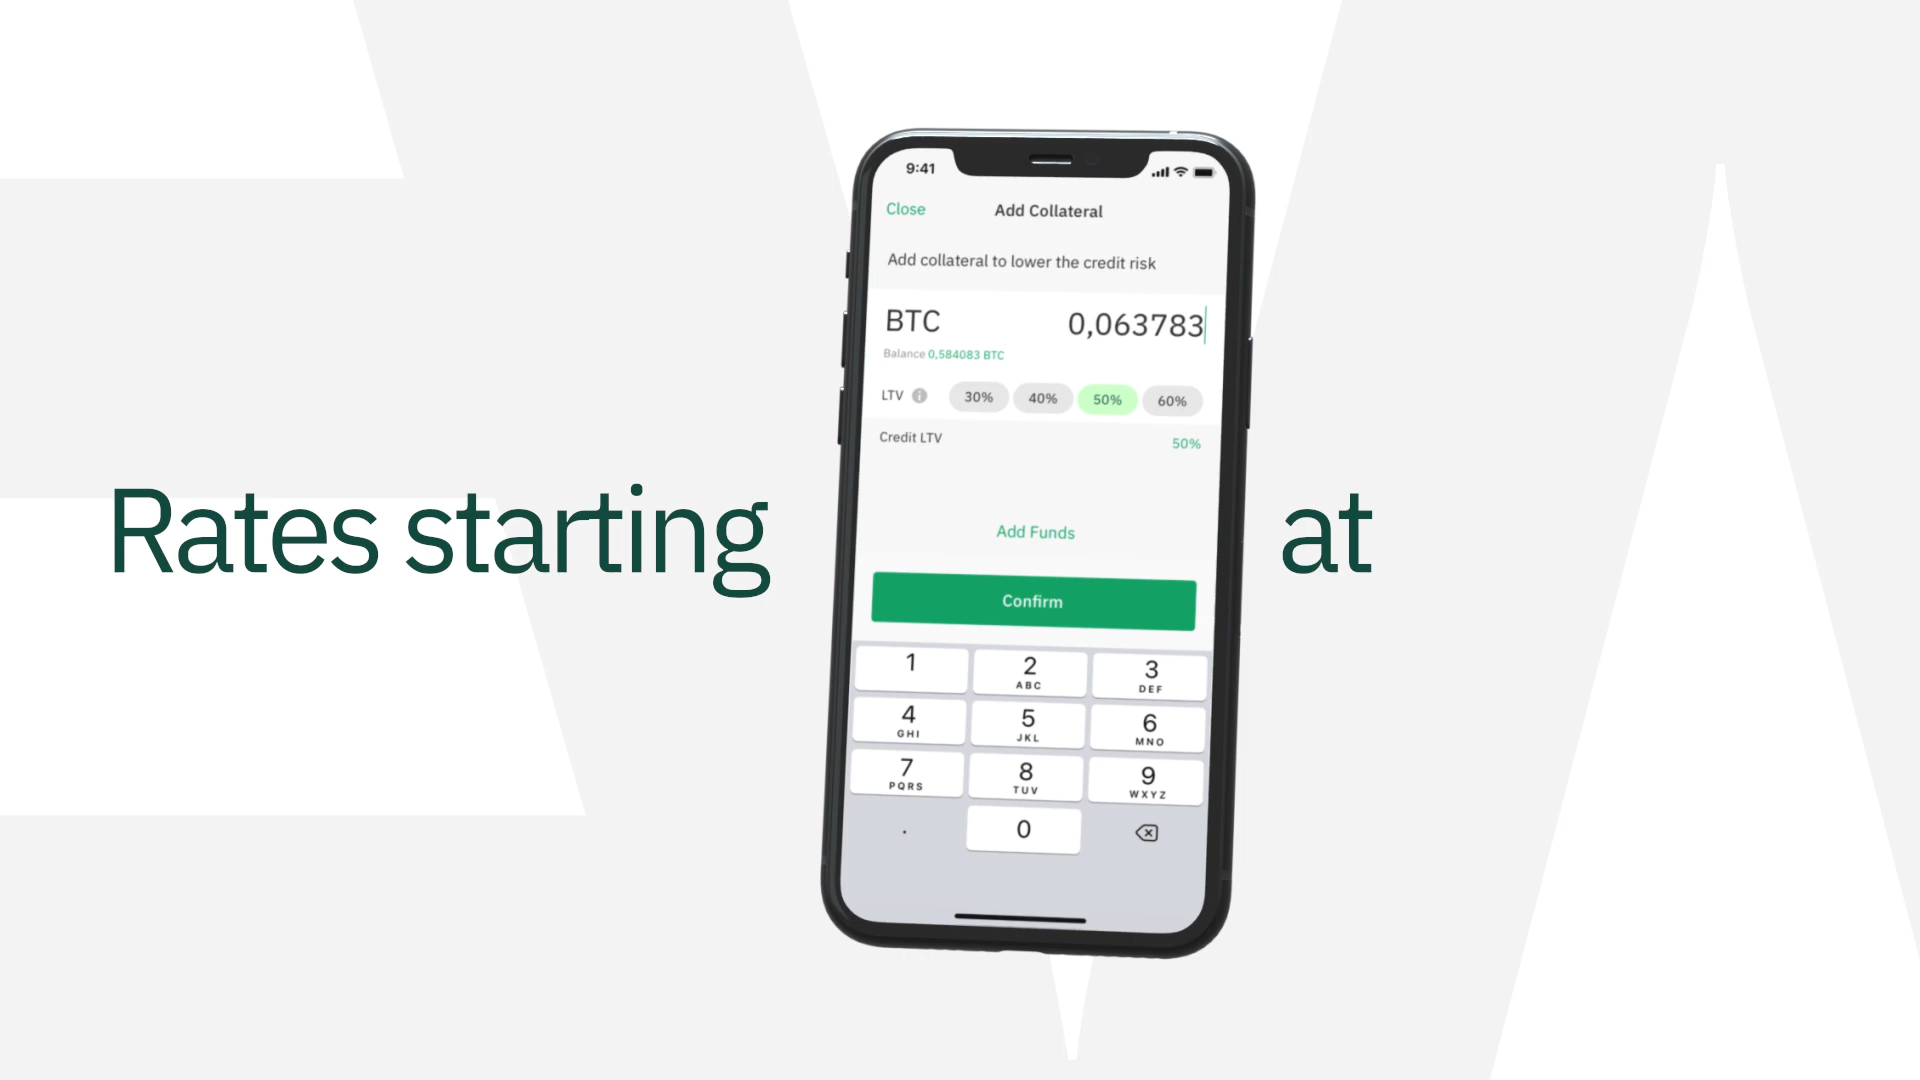 9:41
Close Add Collateral
Add collateral to lower the credit risk
BTC 0,063783
Balance 0,584083 BTC
LTV i 30% 40% 50% 60%
Credit LTV 50%
Rates starting at
Add Funds
Confirm
1 2 3
ABC DEF
4 5 6
GHI JKL MNO
7 8 9
PQRS TUV WXYZ
. 0